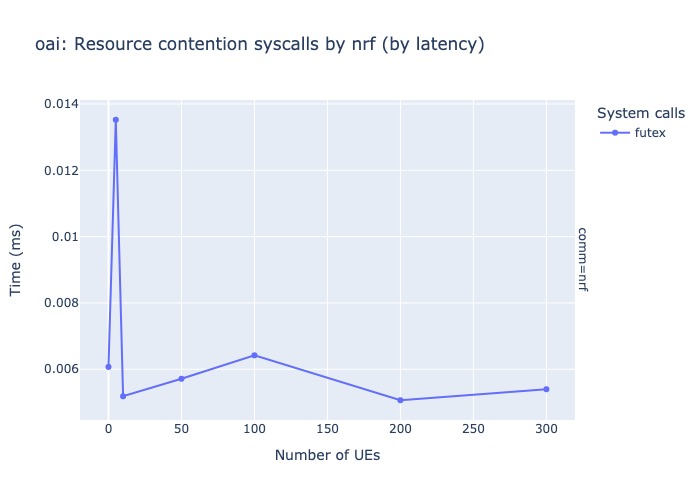 oai: Resource contention syscalls by nrf (by latency)
System calls
futex
0.014
0.012
0.01
0.008
0.006
Time (ms)
comm=nrf
0 50 100 150 200 250 300
Number of UEs